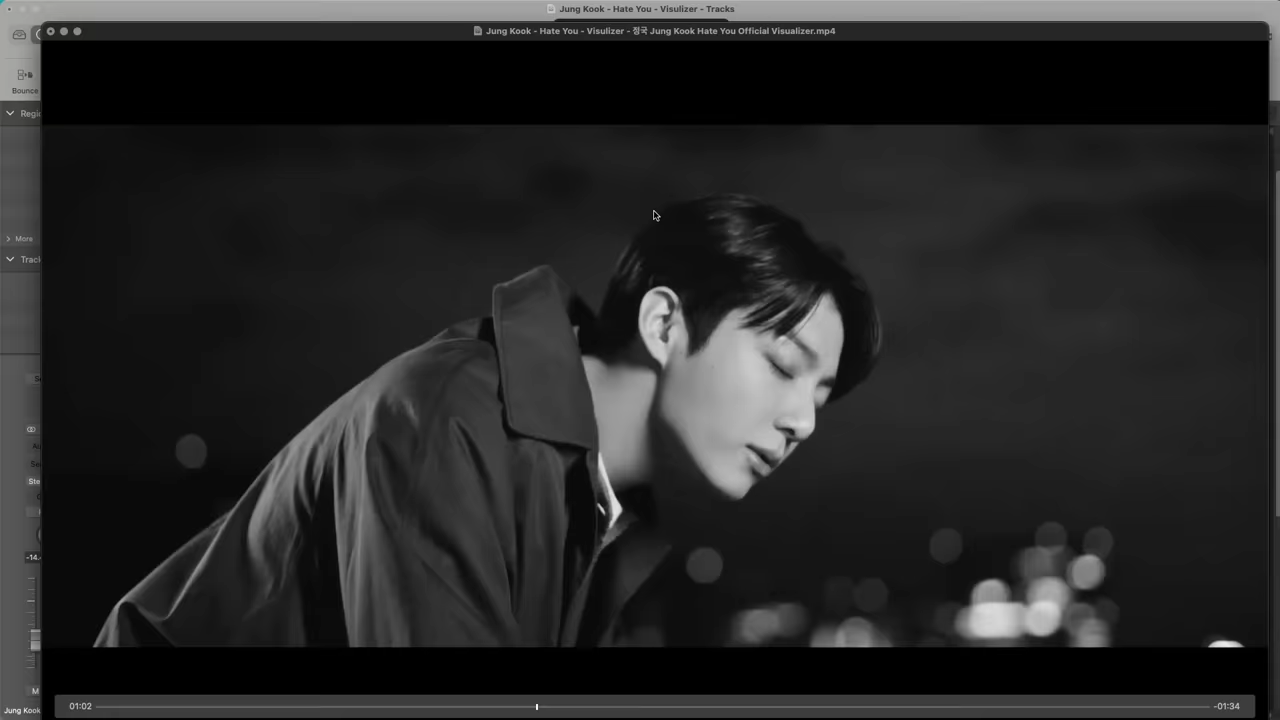 Jung Kook - Hate You - Visulizer - Tracks
Jung Kook - Hate You - Visulizer - 정국 Jung Kook Hate You Official Visualizer.mp4
Bounce
More
-14.
M
Jung Kook
01:02
-01:34